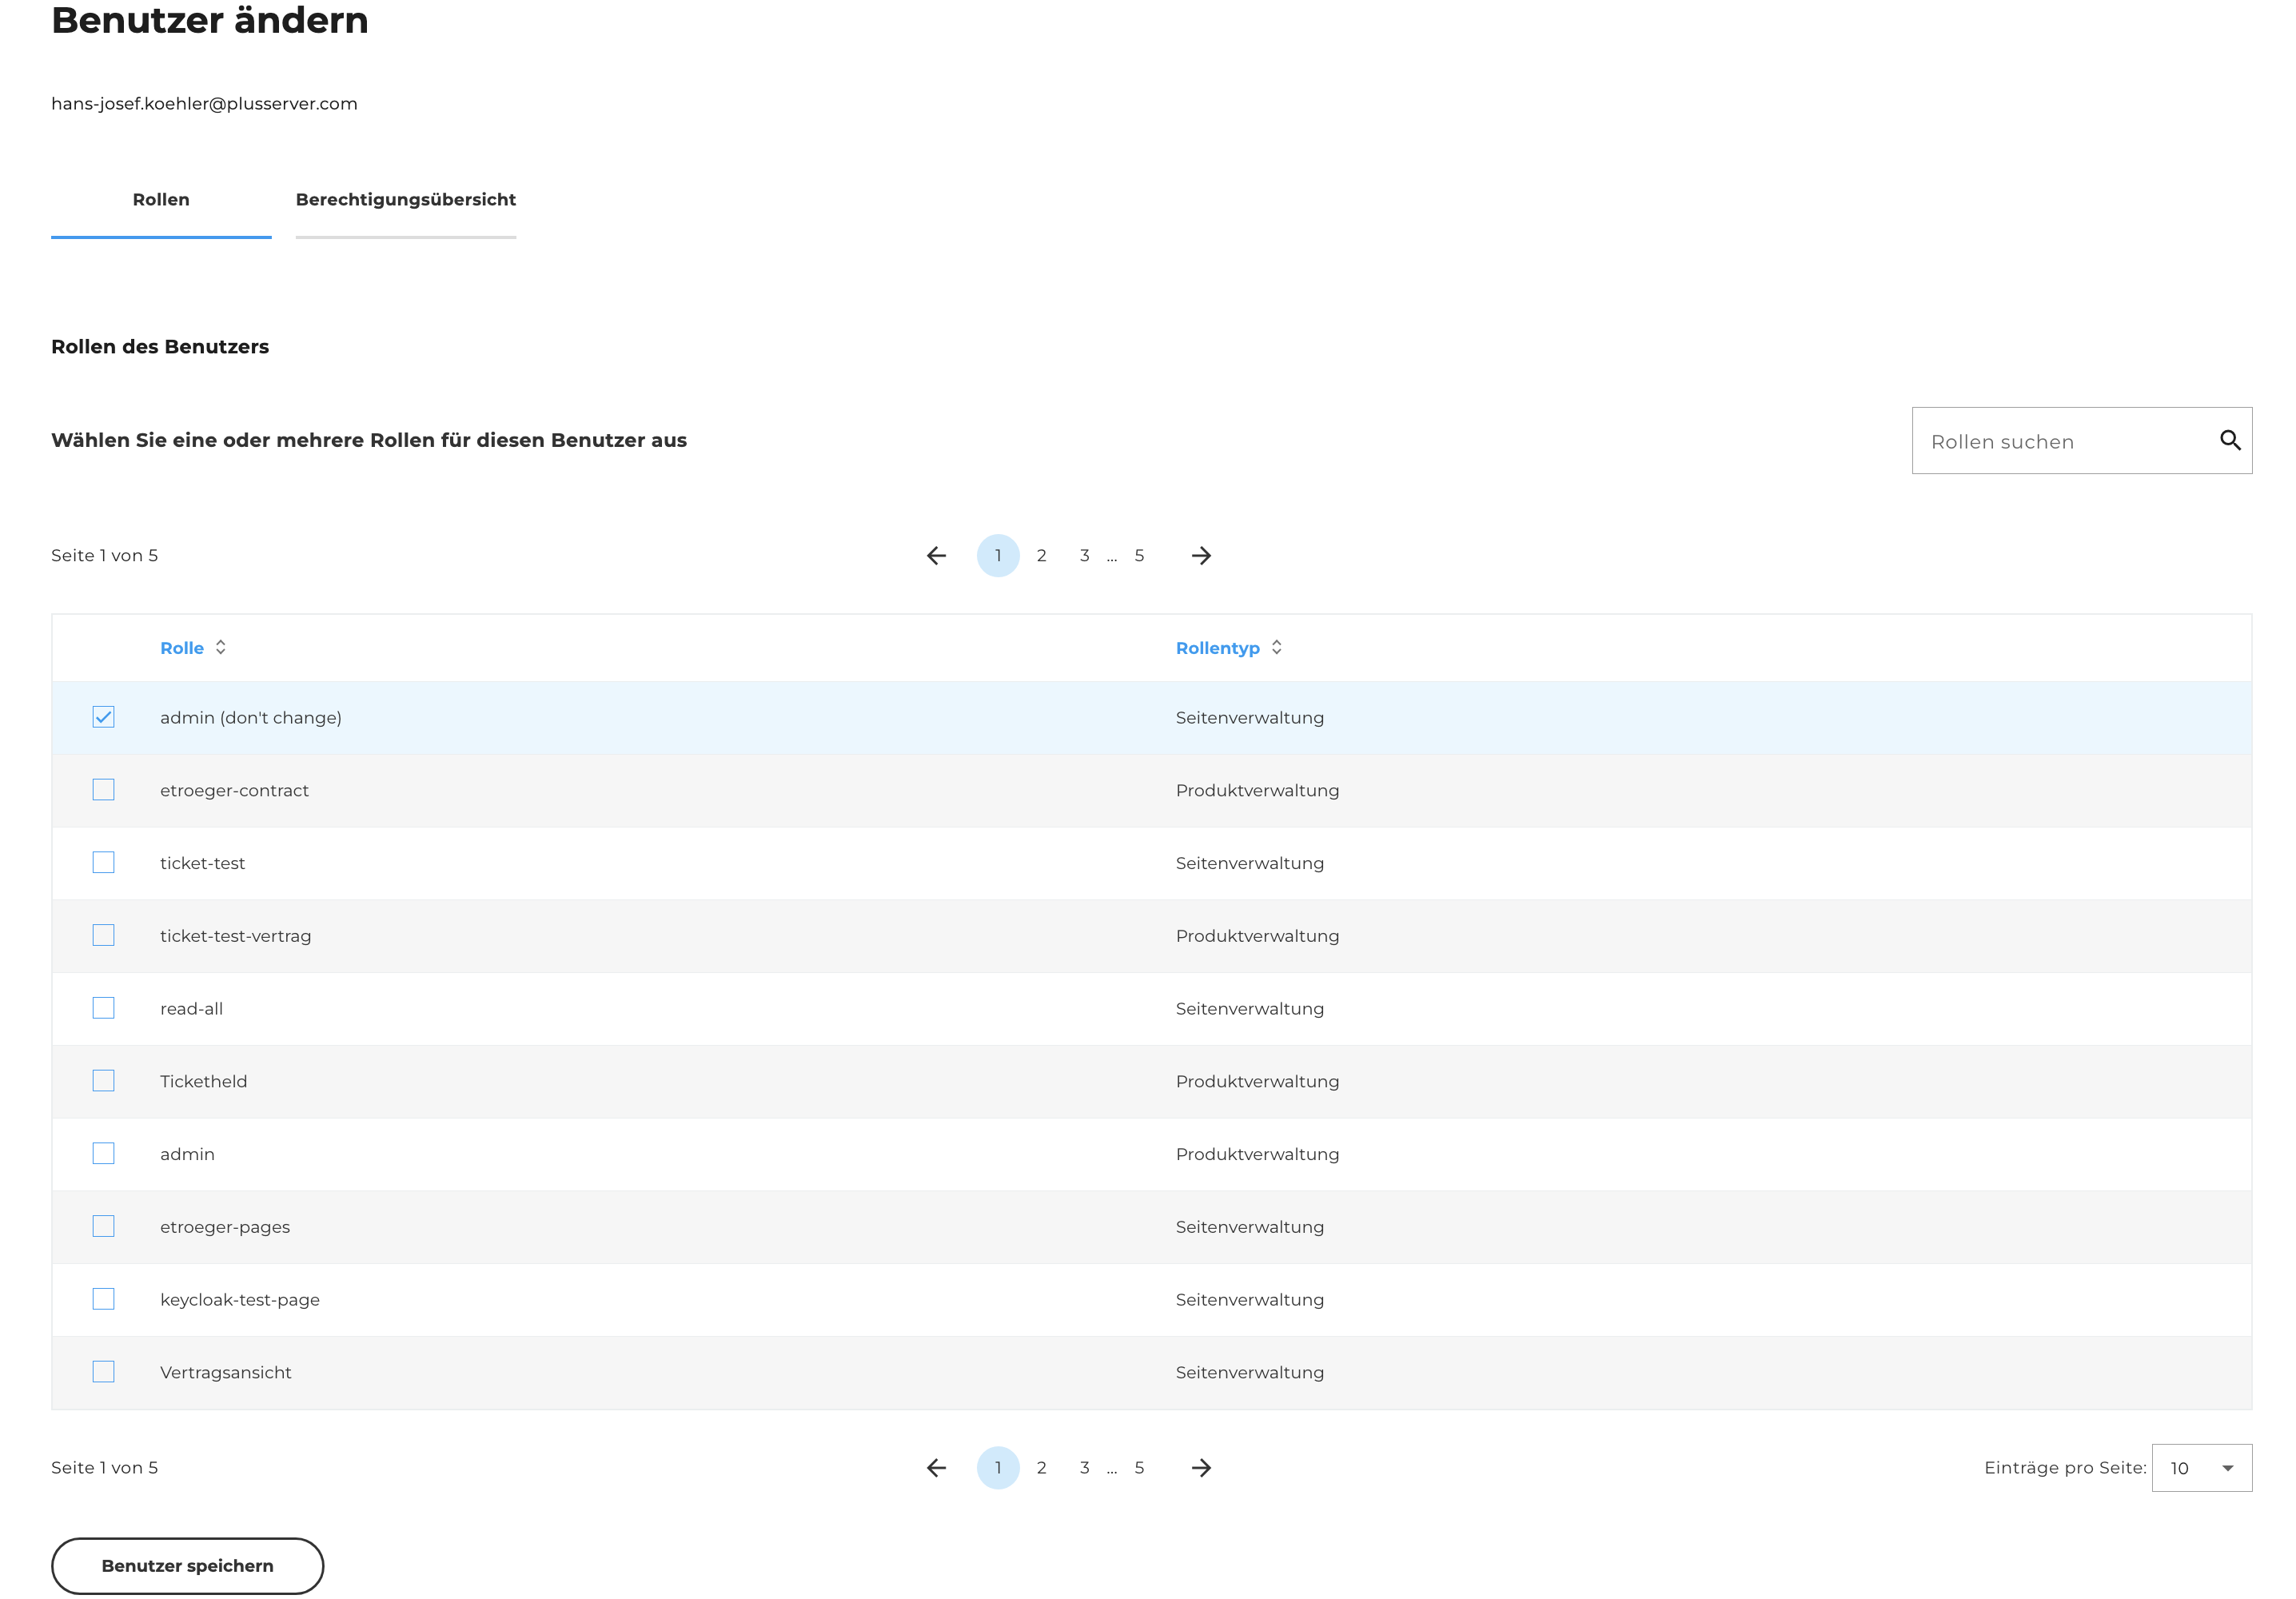 Benutzer ändern
hans-josef.koehler@plusserver.com
Rollen Berechtigungsübersicht
Rollen des Benutzers
Wählen Sie eine oder mehrere Rollen für diesen Benutzer aus
Rollen suchen
Seite 1 von 5
1 2 3 ... 5
Rolle Rollentyp
admin (don't change) Seitenverwaltung
etroeger-contract Produktverwaltung
ticket-test Seitenverwaltung
ticket-test-vertrag Produktverwaltung
read-all Seitenverwaltung
Ticketheld Produktverwaltung
admin Produktverwaltung
etroeger-pages Seitenverwaltung
keycloak-test-page Seitenverwaltung
Vertragsansicht Seitenverwaltung
Seite 1 von 5
1 2 3 ... 5
Einträge pro Seite: 10
Benutzer speichern